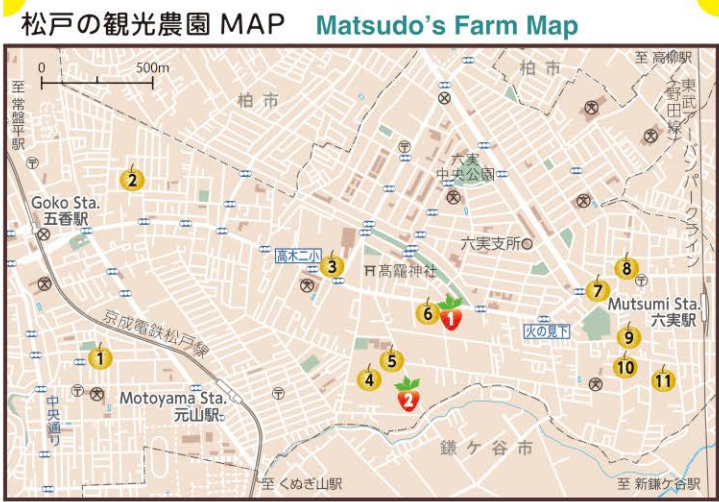 松戸の観光農園 MAP Matsudo's Farm Map
0 500m
至 高柳駅
柏市
柏市
至 常盤平駅
東武アーバンパークライン
(野田線)
六実
中央公園
2
Goko Sta.
五香駅
六実支所
高木二小
3
髙龗神社
8
7
Mutsumi Sta.
六実駅
6
1
火の見下
京成電鉄松戸線
9
1
5
10
4
11
Motoyama Sta.
元山駅
2
中央通り
鎌ケ谷市
至 くぬぎ山駅
至 新鎌ケ谷駅